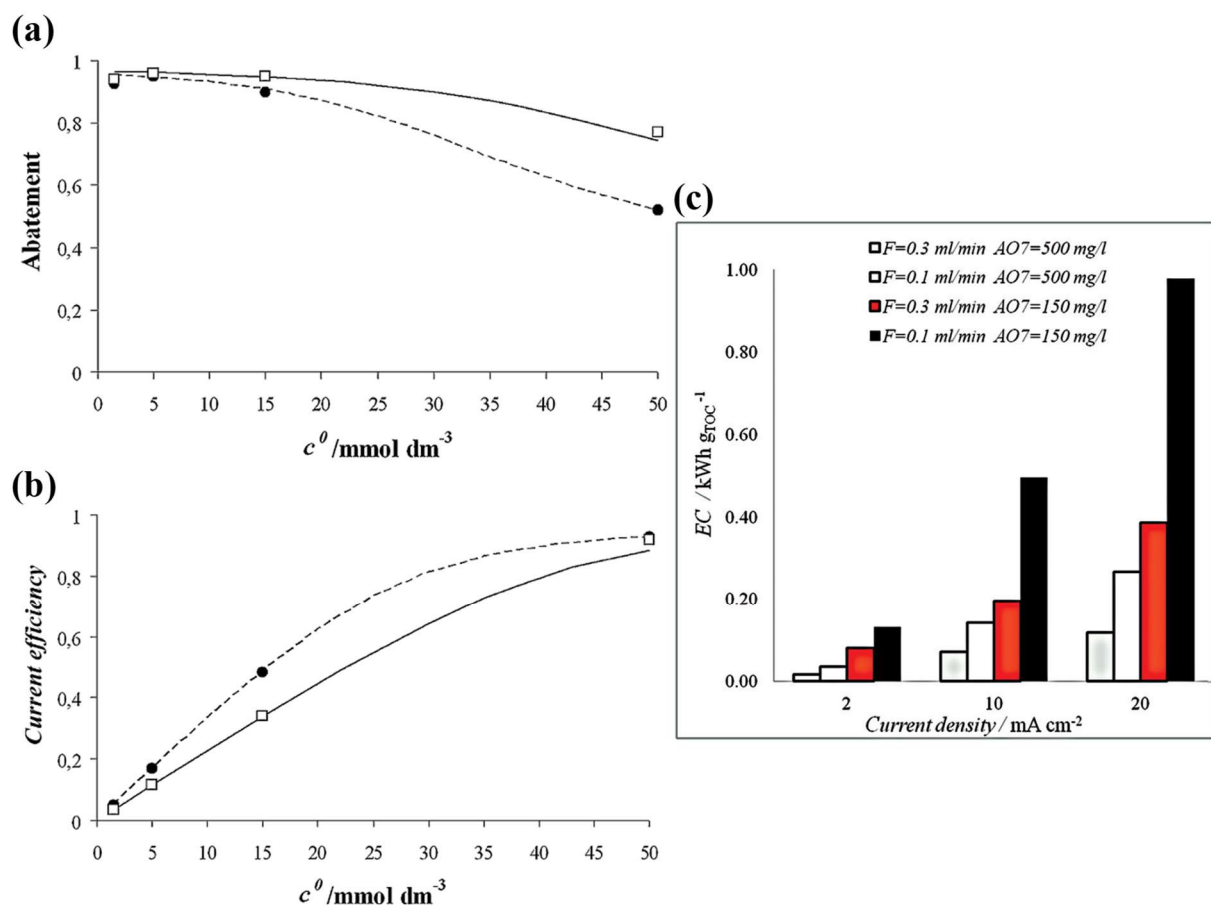 (a)
1
0,8
0,6
0,4
0,2
0
Abatement
0 5 10 15 20 25 30 35 40 45 50
c⁰/mmol dm⁻³
(b)
1
0,8
0,6
0,4
0,2
0
Current efficiency
0 5 10 15 20 25 30 35 40 45 50
c⁰/mmol dm⁻³
(c)
F=0.3 ml/min AO7=500 mg/l
F=0.1 ml/min AO7=500 mg/l
F=0.3 ml/min AO7=150 mg/l
F=0.1 ml/min AO7=150 mg/l
1.00
0.80
0.60
0.40
0.20
0.00
EC / kWh g_TOC⁻¹
2 10 20
Current density / mA cm⁻²